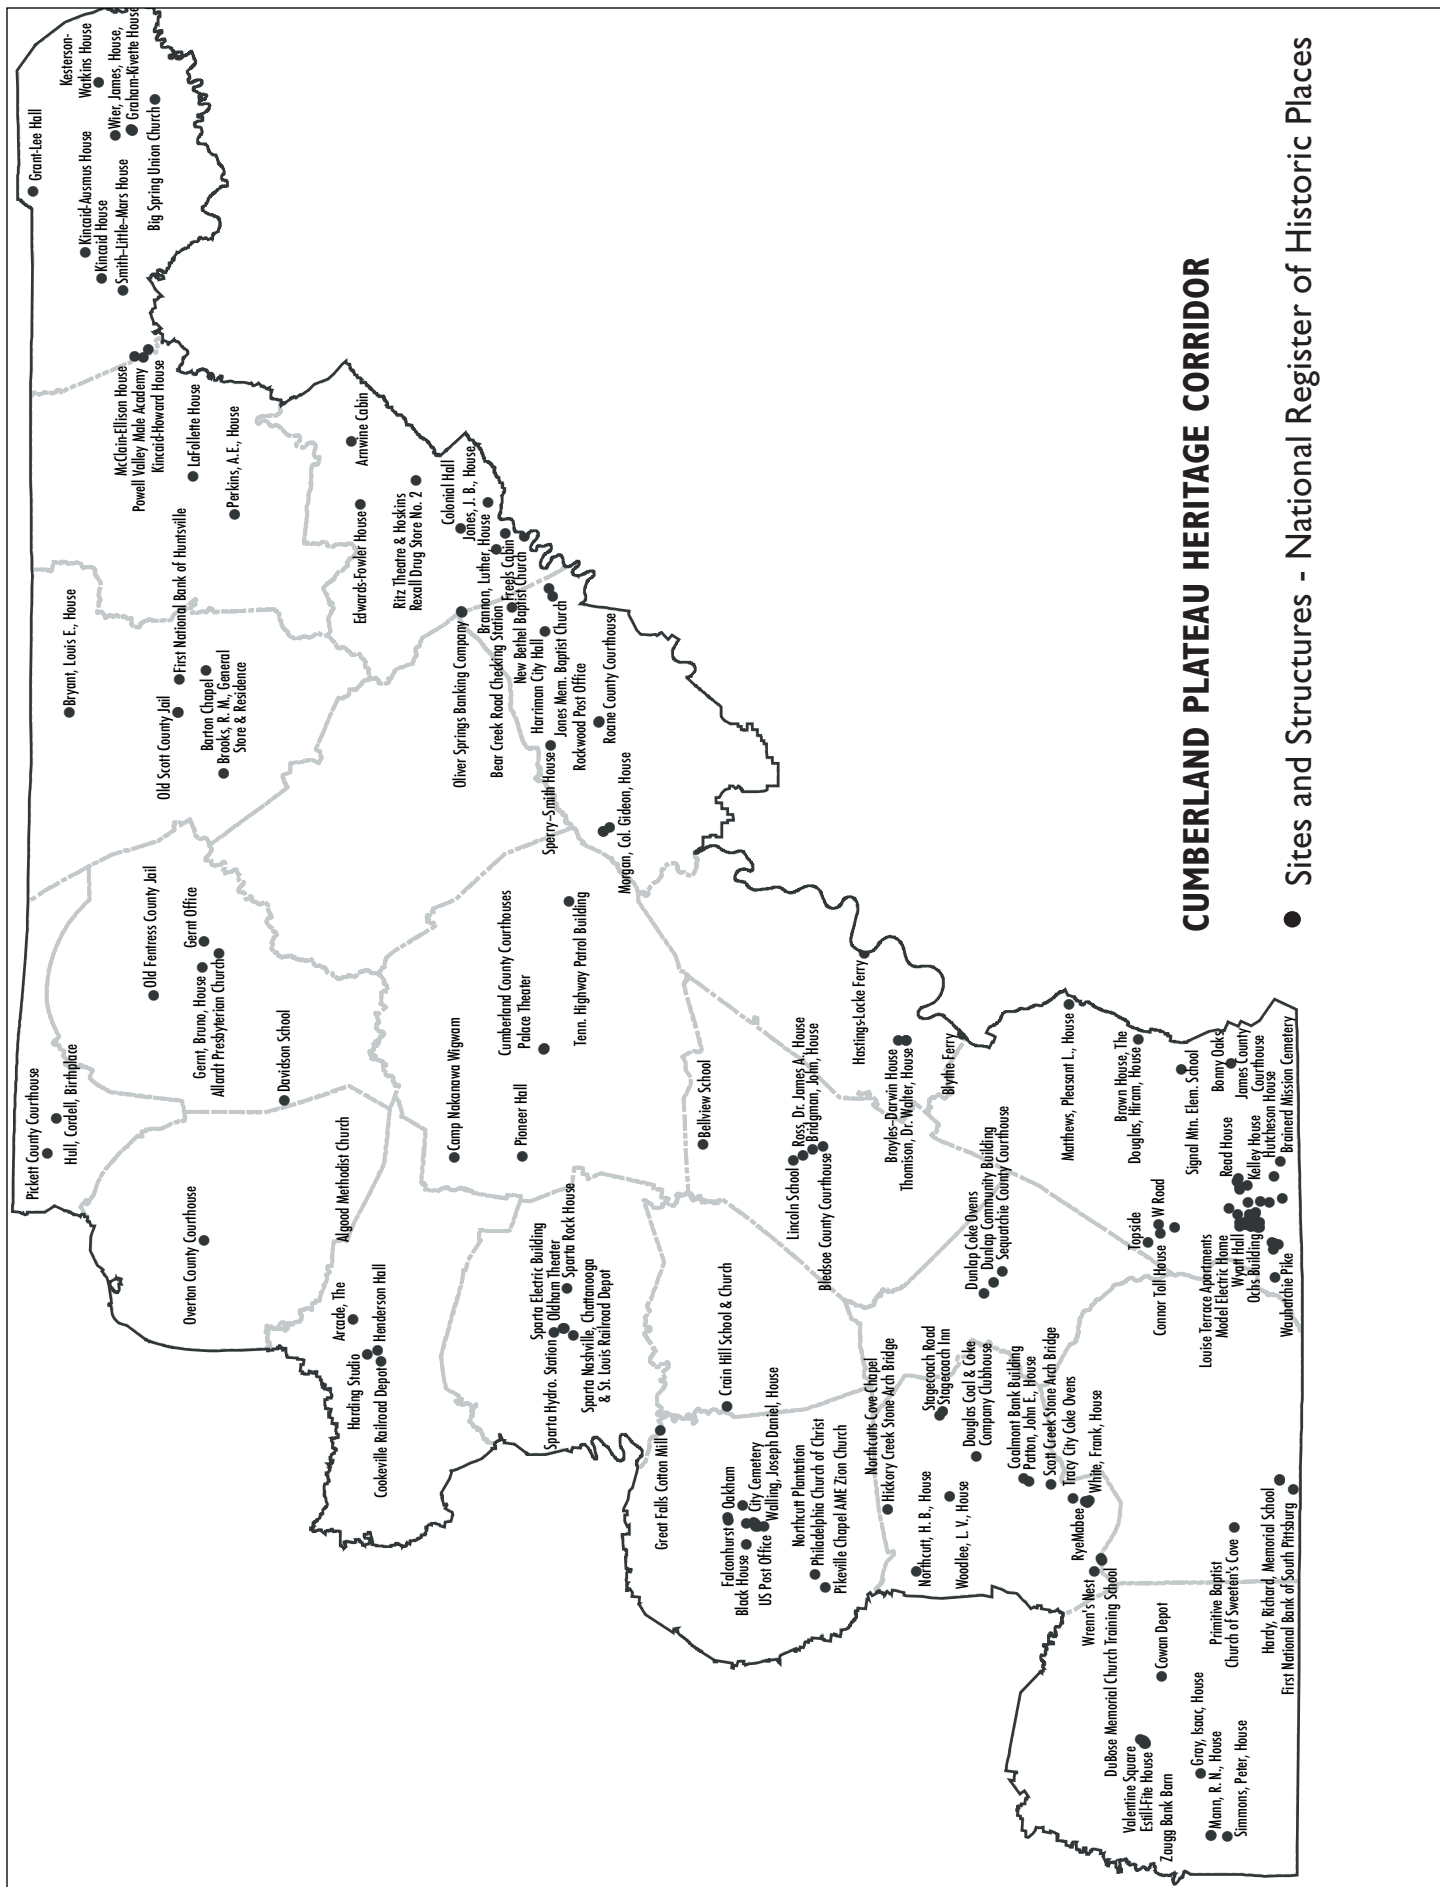 Pickett County Courthouse
Hull, Cordell, Birthplace
Overton County Courthouse
Algood Methodist Church
Arcade, The
Harding Studio
Henderson Hall
Cookeville Railroad Depot
Old Fentress County Jail
Gernt Office
Gernt, Bruno, House
Allardt Presbyterian Church
Davidson School
Bryant, Louis E., House
Old Scott County Jail
First National Bank of Huntsville
Barton Chapel
Brooks, R. M., General
Store & Residence
McClain-Ellison House
Powell Valley Male Academy
Kincaid-Howard House
LaFollette House
Perkins, A.E., House
Grant-Lee Hall
Kincaid-Ausmus House
Kincaid House
Smith–Little–Mars House
Kesterson-
Watkins House
Wier, James, House,
Graham-Kivette House
Big Spring Union Church
Arnwine Cabin
Edwards-Fowler House
Ritz Theatre & Hoskins
Rexall Drug Store No. 2
Colonial Hall
Jones, J. B., House
Oliver Springs Banking Company
Brannon, Luther, House
Bear Creek Road Checking Station
Freels Cabin
New Bethel Baptist Church
Harriman City Hall
Jones Mem. Baptist Church
Sperry–Smith House
Rockwood Post Office
Roane County Courthouse
Morgan, Col. Gideon, House
Camp Nakanawa Wigwam
Cumberland County Courthouses
Palace Theater
Pioneer Hall
Tenn. Highway Patrol Building
Sparta Electric Building
Oldham Theater
Sparta Rock House
Sparta Hydro. Station
Sparta Nashville, Chattanooga
& St. Louis Railroad Depot
Great Falls Cotton Mill
Crain Hill School & Church
Bellview School
Falconhurst
Oakham
Black House
City Cemetery
US Post Office
Walling, Joseph Daniel, House
Northcutt Plantation
Philadelphia Church of Christ
Pikeville Chapel AME Zion Church
Lincoln School
Ross, Dr. James A., House
Bridgman, John, House
Bledsoe County Courthouse
Hastings-Locke Ferry
Broyles–Darwin House
Thomison, Dr. Walter, House
Blythe Ferry
Northcutts Cove Chapel
Hickory Creek Stone Arch Bridge
Northcutt, H. B., House
Stagecoach Road
Stagecoach Inn
Woodlee, L. V., House
Douglas Coal & Coke
Company Clubhouse
Dunlap Coke Ovens
Dunlap Community Building
Sequatchie County Courthouse
Coalmont Bank Building
Patton, John E., House
Scott Creek Stone Arch Bridge
Tracy City Coke Ovens
White, Frank, House
RyeMabee
Wrenn's Nest
DuBose Memorial Church Training School
Valentine Square
Estill-Fite House
Zaugg Bank Barn
Cowan Depot
Gray, Isaac, House
Mann, R. N., House
Simmons, Peter, House
Primitive Baptist
Church of Sweeten's Cove
Hardy, Richard, Memorial School
First National Bank of South Pittsburg
Matthews, Pleasant L., House
Brown House, The
Douglas, Hiram, House
Signal Mtn. Elem. School
Topside
W Road
Connor Toll House
Bonny Oaks
James County
Courthouse
Read House
Kelley House
Hutcheson House
Brainerd Mission Cemetery
Louise Terrace Apartments
Model Electric Home
Wyatt Hall
Ochs Building
Wauhatchie Pike
CUMBERLAND PLATEAU HERITAGE CORRIDOR
Sites and Structures - National Register of Historic Places